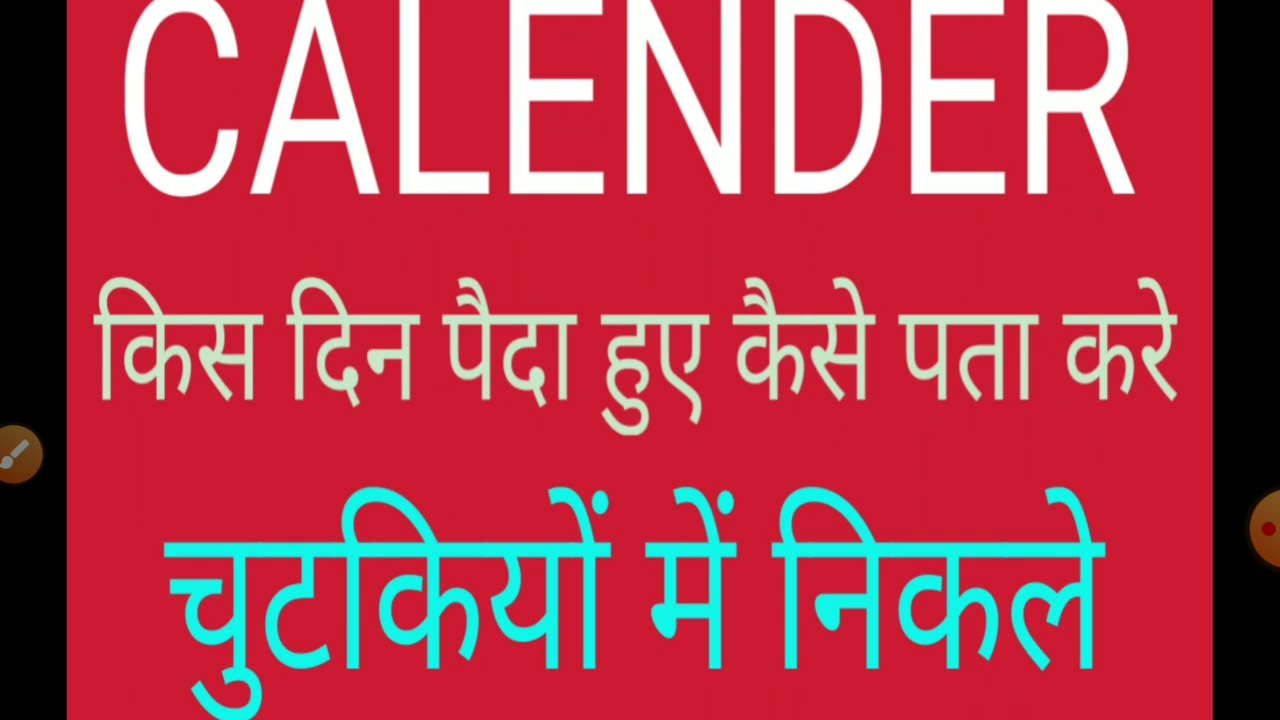 CALENDER
किस दिन पैदा हुए कैसे पता करे
चुटकियों में निकले